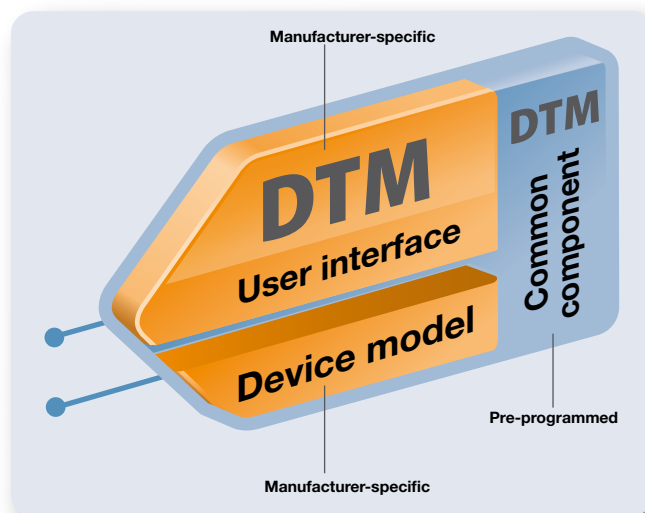 Manufacturer-specific
DTM
DTM
User interface
Common
component
Device model
Pre-programmed
Manufacturer-specific